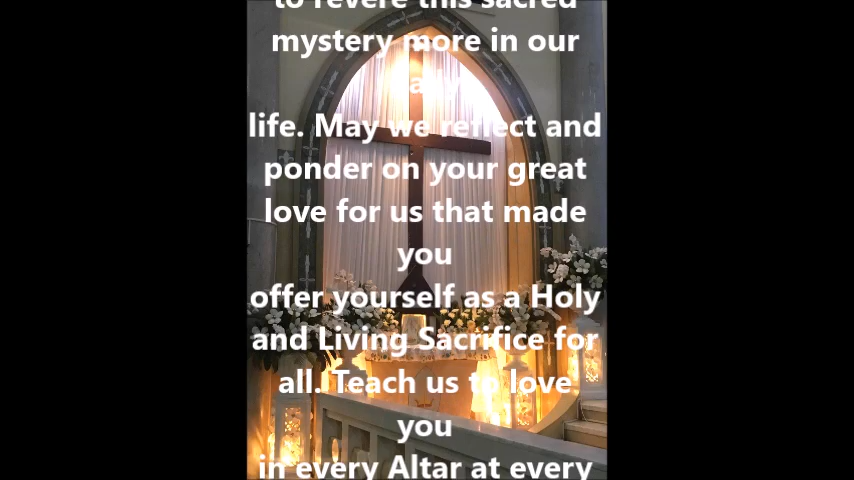 to revere this sacred
mystery more in our
daily
life. May we reflect and
ponder on your great
love for us that made
you
offer yourself as a Holy
and Living Sacrifice for
all. Teach us to love
you
in every Altar at every